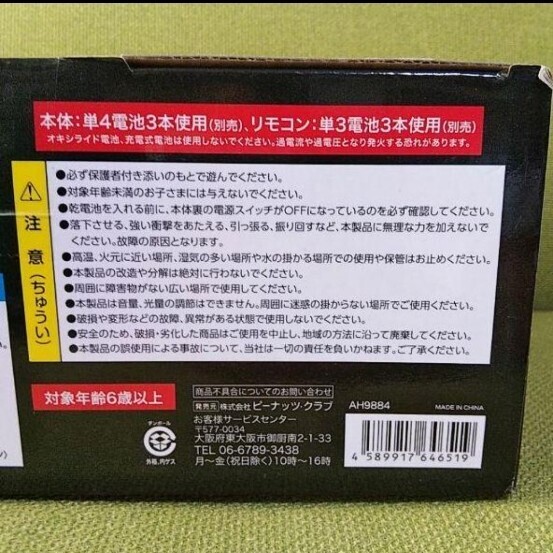 本体：単4電池3本使用(別売)、リモコン：単3電池3本使用(別売)
オキシライド電池、充電式電池は使用しないでください。過電流や過電圧となり発火する恐れがあります。
注意(ちゅうい)
●必ず保護者付き添いのもとで遊んでください。
●対象年齢未満のお子さまには与えないでください。
●乾電池を入れる前に、本体裏の電源スイッチがOFFになっているのを必ず確認してください。
●落下させる、強い衝撃をあたえる、引っ張る、振り回すなど、本製品に無理な力を加えないで
ください。故障の原因となります。
●高温、火元に近い場所、湿気の多い場所や水の掛かる場所での使用や保管はお止めください。
●本製品の改造や分解は絶対に行わないでください。
●周囲に障害物がない広い場所で使用してください。
●本製品は音量、光量の調節はできません。周囲に迷惑の掛からない場所でご使用ください。
●破損や変形などの故障、異常がある状態で使用しないでください。
●安全のため、破損・劣化した商品はご使用を中止し、地域の方法に沿って廃棄してください。
●本製品の誤使用による事故について、当社は一切の責任を負いかねます。ご了承ください。
対象年齢6歳以上
ダンボール
外箱、内ダス
商品不具合についてのお問い合わせ
発売元 株式会社 ピーナッツ・クラブ
お客様サービスセンター
〒577-0034
大阪府東大阪市御厨南2-1-33
TEL 06-6789-3438
月～金(祝日除く)10時～16時
AH9884
MADE IN CHINA
4 589917 646519